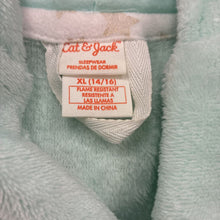 Cat & Jack
SLEEPWEAR
PRENDAS DE DORMIR
XL (14/16)
FLAME RESISTANT
RESISTENTE A
LAS LLAMAS
MADE IN CHINA